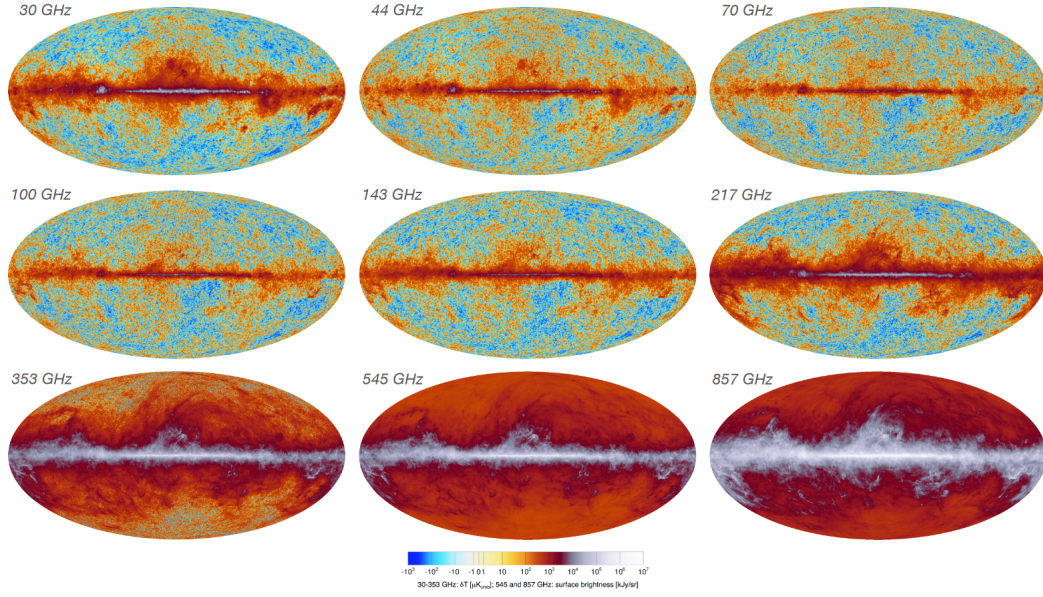 30 GHz
44 GHz
70 GHz
100 GHz
143 GHz
217 GHz
353 GHz
545 GHz
857 GHz
-10³ -10² -10 -1 0 1 10 10² 10³ 10⁴ 10⁵ 10⁶ 10⁷
30-353 GHz: δT [μKcmb]; 545 and 857 GHz: surface brightness [kJy/sr]